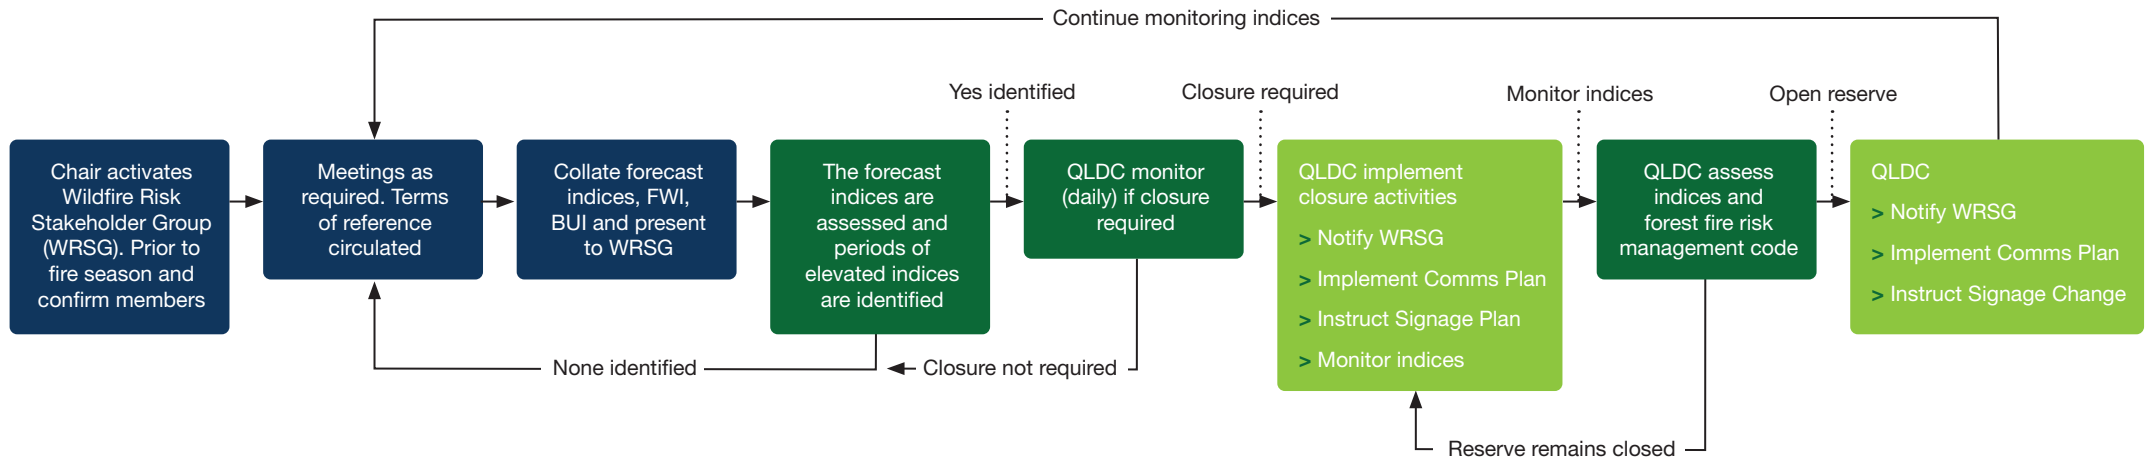 Continue monitoring indices
Yes identified
Closure required
Monitor indices
Open reserve
Chair activates
Wildfire Risk
Stakeholder Group
(WRSG). Prior to
fire season and
confirm members
Meetings as
required. Terms
of reference
circulated
Collate forecast
indices, FWI,
BUI and present
to WRSG
The forecast
indices are
assessed and
periods of
elevated indices
are identified
QLDC monitor
(daily) if closure
required
QLDC implement
closure activities
> Notify WRSG
> Implement Comms Plan
> Instruct Signage Plan
> Monitor indices
QLDC assess
indices and
forest fire risk
management code
QLDC
> Notify WRSG
> Implement Comms Plan
> Instruct Signage Change
None identified
Closure not required
Reserve remains closed